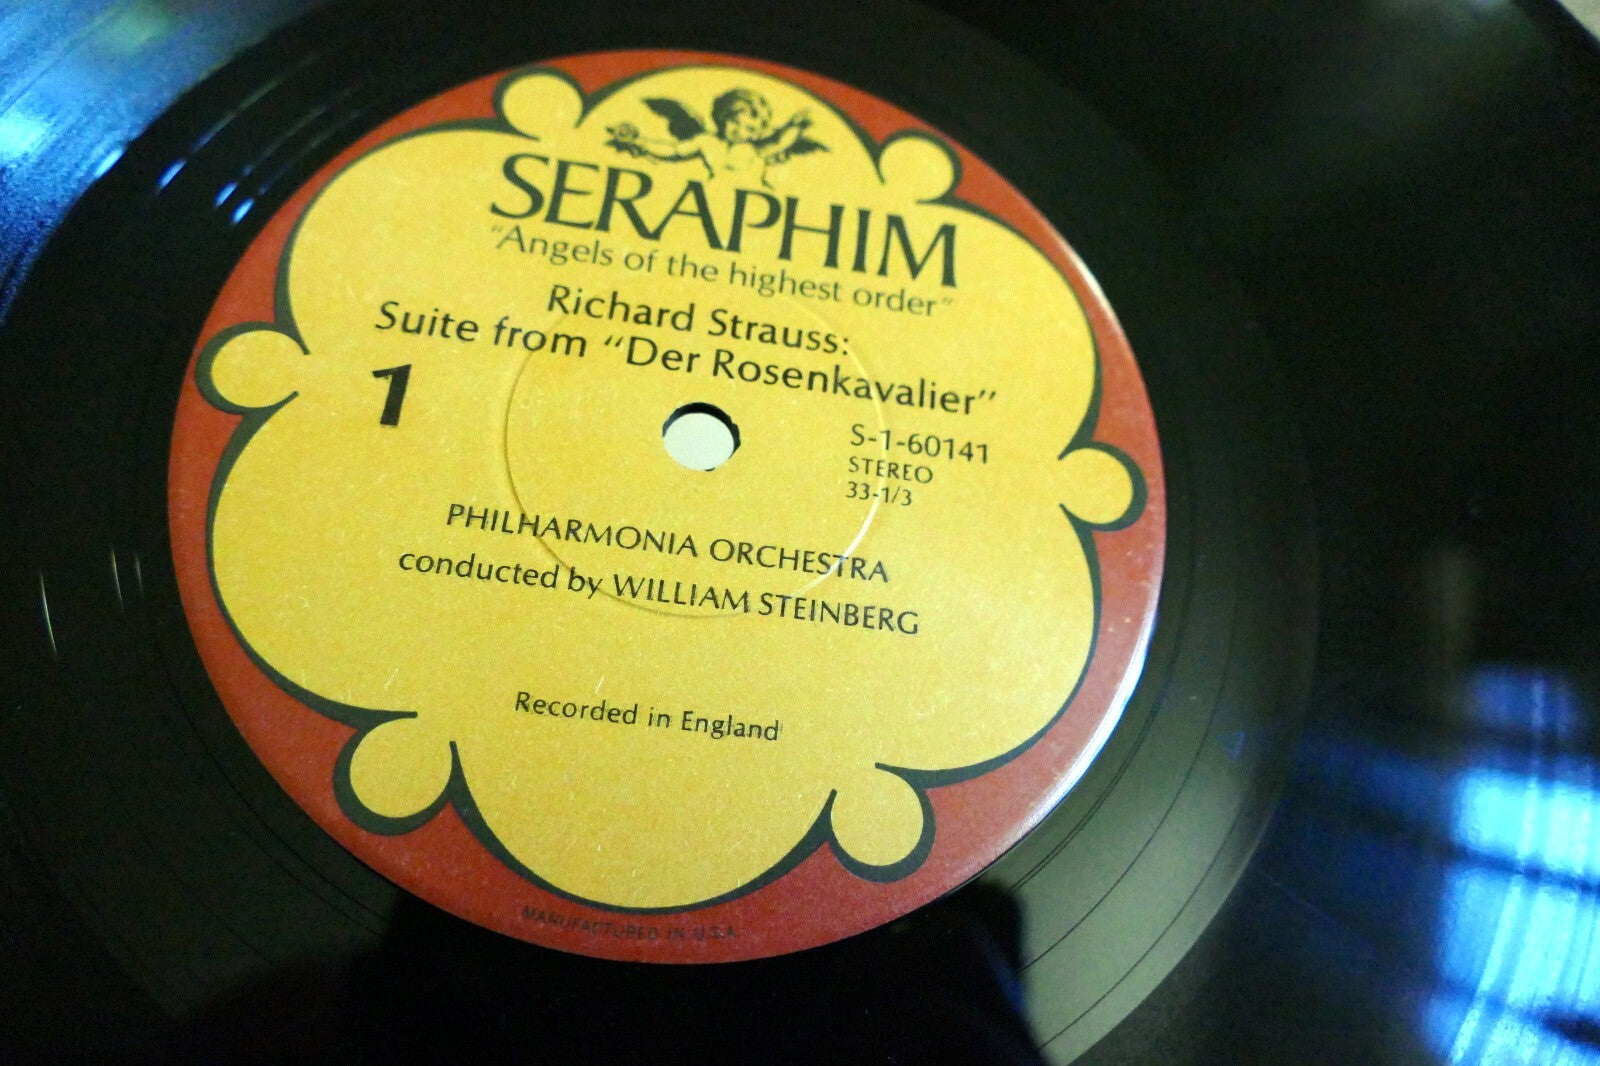 SERAPHIM
"Angels of the highest order"
Richard Strauss:
Suite from "Der Rosenkavalier"
1
S-1-60141
STEREO
33-1/3
PHILHARMONIA ORCHESTRA
conducted by WILLIAM STEINBERG
Recorded in England
MANUFACTURED IN U.S.A.